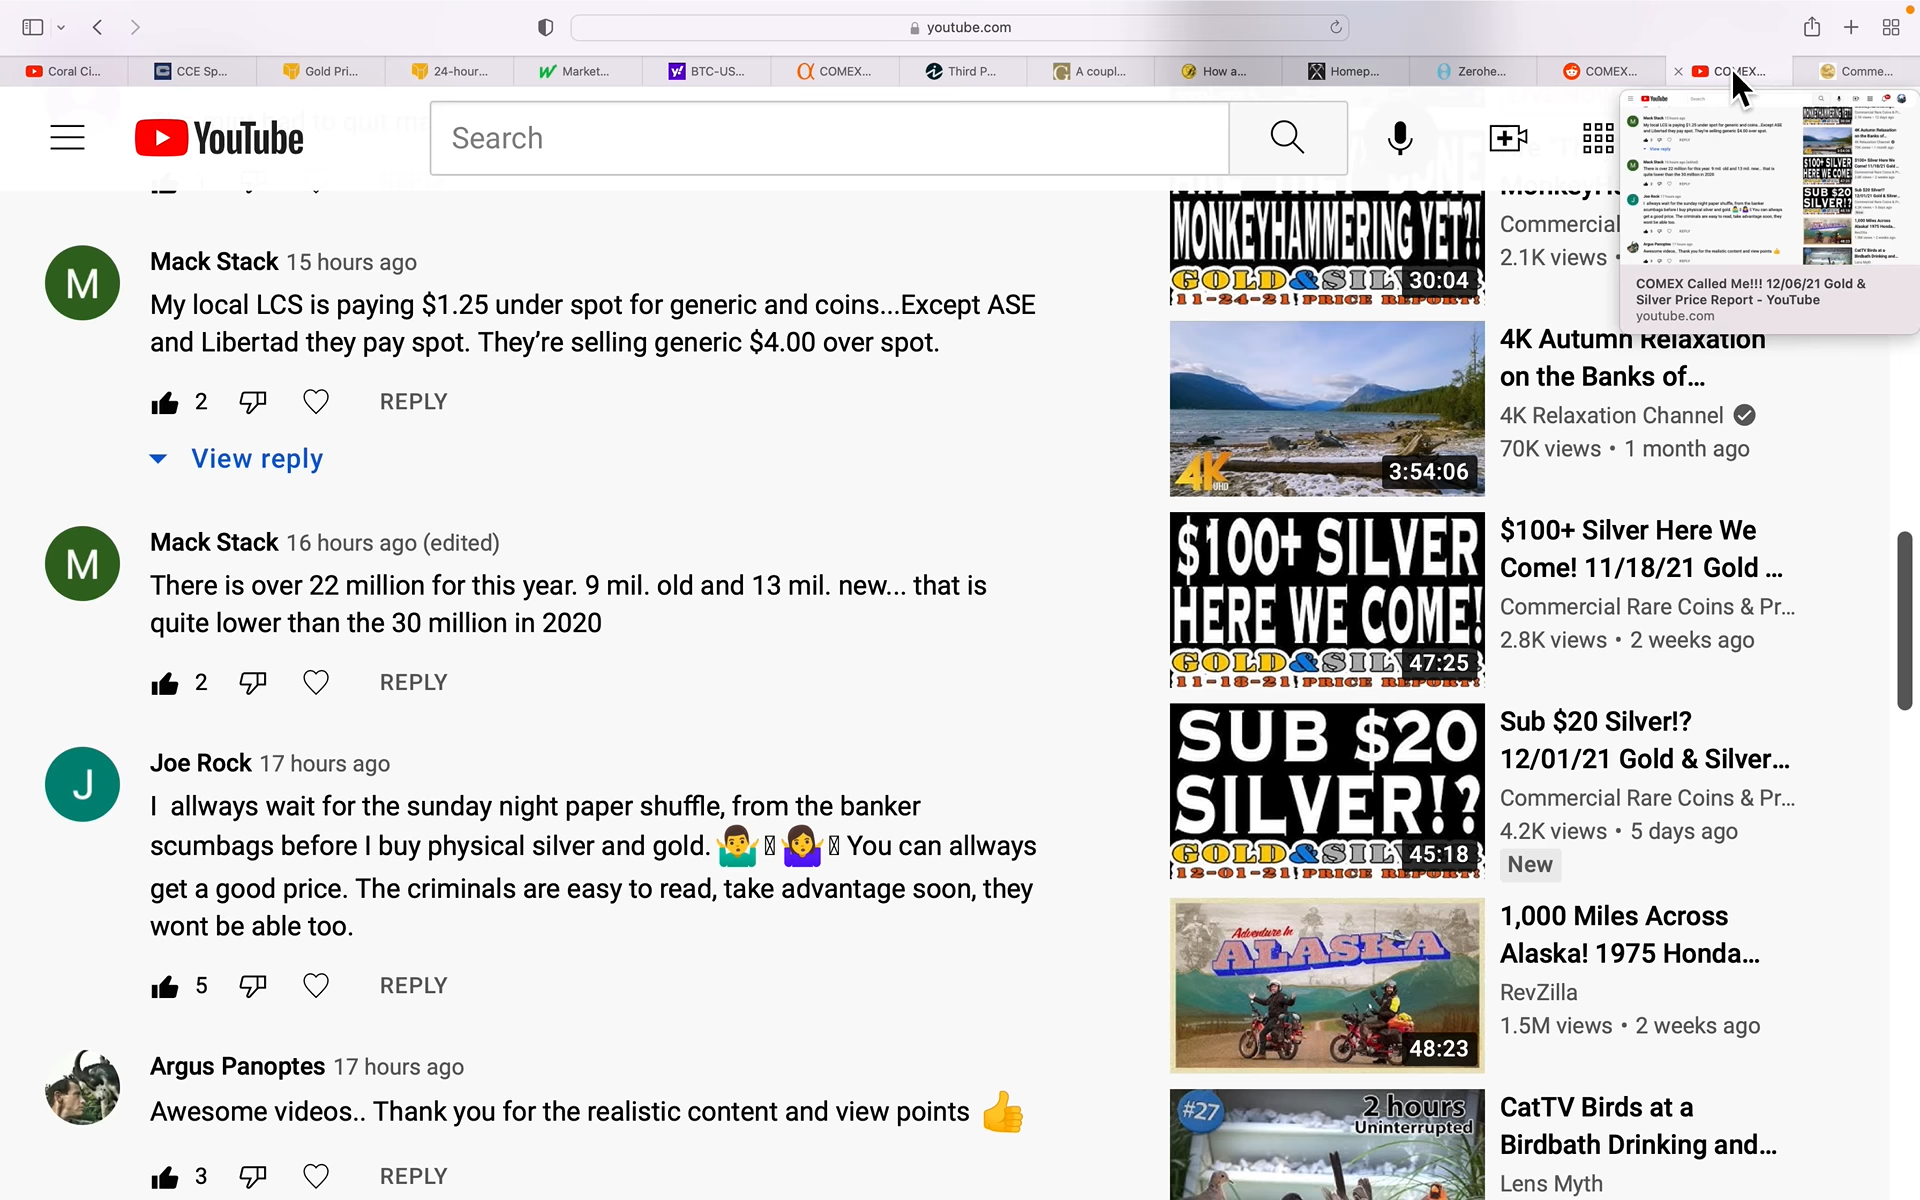 youtube.com
Coral Ci...
CCE Sp...
Gold Pri...
24-hour...
Market...
BTC-US...
COMEX...
Third P...
A coupl...
How a...
Homep...
Zerohe...
COMEX...
COMEX...
Comme...
YouTube
Search
COMEX Called Me!!! 12/06/21 Gold &
Silver Price Report - YouTube
youtube.com
Mack Stack 15 hours ago
My local LCS is paying $1.25 under spot for generic and coins...Except ASE
and Libertad they pay spot. They’re selling generic $4.00 over spot.
2 REPLY
View reply
Mack Stack 16 hours ago (edited)
There is over 22 million for this year. 9 mil. old and 13 mil. new... that is
quite lower than the 30 million in 2020
2 REPLY
Joe Rock 17 hours ago
I allways wait for the sunday night paper shuffle, from the banker
scumbags before I buy physical silver and gold. 🤷‍♂️ 🤷‍♀️ You can allways
get a good price. The criminals are easy to read, take advantage soon, they
wont be able too.
5 REPLY
Argus Panoptes 17 hours ago
Awesome videos.. Thank you for the realistic content and view points 👍
3 REPLY
MONKEYHAMMERING YET?!
GOLD&SIL
30:04
11-24-21 PRICE REPORT!
Commercial
2.1K views •
4K
UHD
3:54:06
4K Autumn Relaxation
on the Banks of...
4K Relaxation Channel
70K views • 1 month ago
$100+ SILVER
HERE WE COME!
GOLD&SIL
47:25
11-18-21 PRICE REPORT!
$100+ Silver Here We
Come! 11/18/21 Gold ...
Commercial Rare Coins & Pr...
2.8K views • 2 weeks ago
SUB $20
SILVER!?
GOLD&SIL
45:18
12-01-21 PRICE REPORT!
Sub $20 Silver!?
12/01/21 Gold & Silver...
Commercial Rare Coins & Pr...
4.2K views • 5 days ago
New
Adventure In
ALASKA
48:23
1,000 Miles Across
Alaska! 1975 Honda...
RevZilla
1.5M views • 2 weeks ago
#27
2 hours
Uninterrupted
CatTV Birds at a
Birdbath Drinking and...
Lens Myth